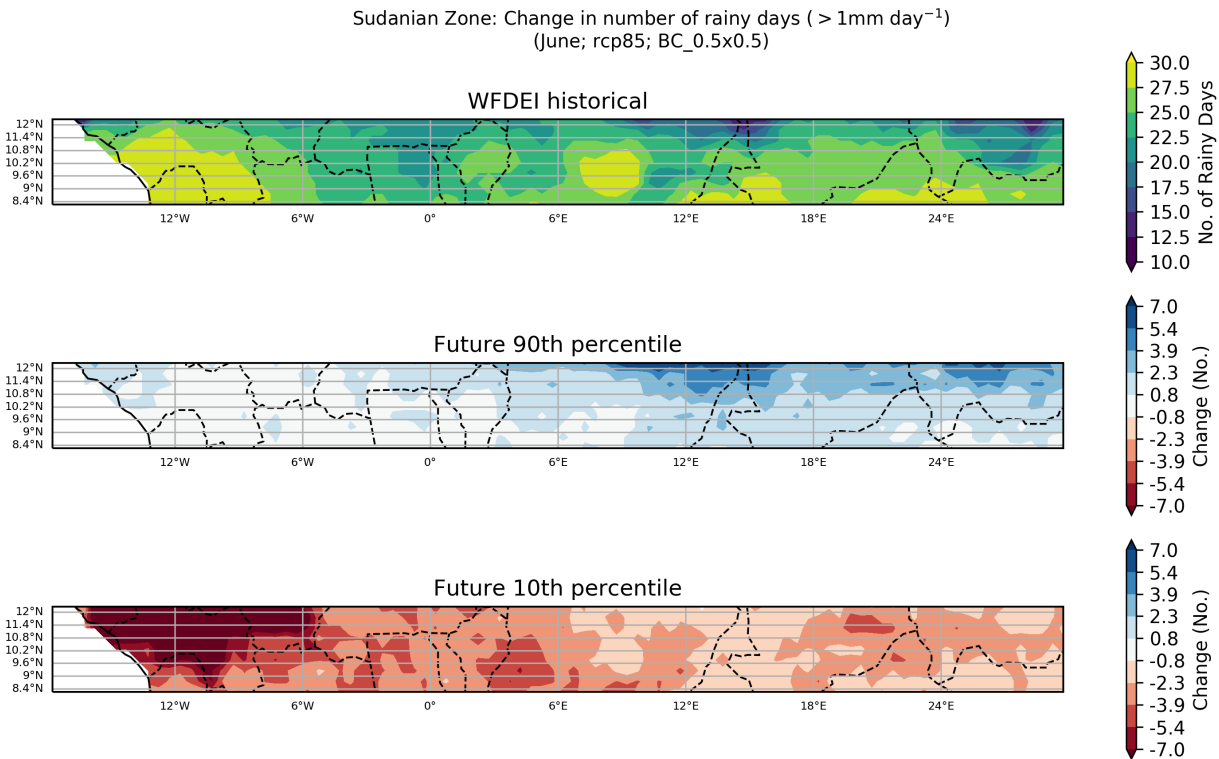 Sudanian Zone: Change in number of rainy days ( > 1mm day⁻¹)
(June; rcp85; BC_0.5x0.5)
WFDEI historical
12°N
11.4°N
10.8°N
10.2°N
9.6°N
9°N
8.4°N
12°W 6°W 0° 6°E 12°E 18°E 24°E
30.0
27.5
25.0
22.5
20.0
17.5
15.0
12.5
10.0
No. of Rainy Days
Future 90th percentile
12°N
11.4°N
10.8°N
10.2°N
9.6°N
9°N
8.4°N
12°W 6°W 0° 6°E 12°E 18°E 24°E
7.0
5.4
3.9
2.3
0.8
-0.8
-2.3
-3.9
-5.4
-7.0
Change (No.)
Future 10th percentile
12°N
11.4°N
10.8°N
10.2°N
9.6°N
9°N
8.4°N
12°W 6°W 0° 6°E 12°E 18°E 24°E
7.0
5.4
3.9
2.3
0.8
-0.8
-2.3
-3.9
-5.4
-7.0
Change (No.)